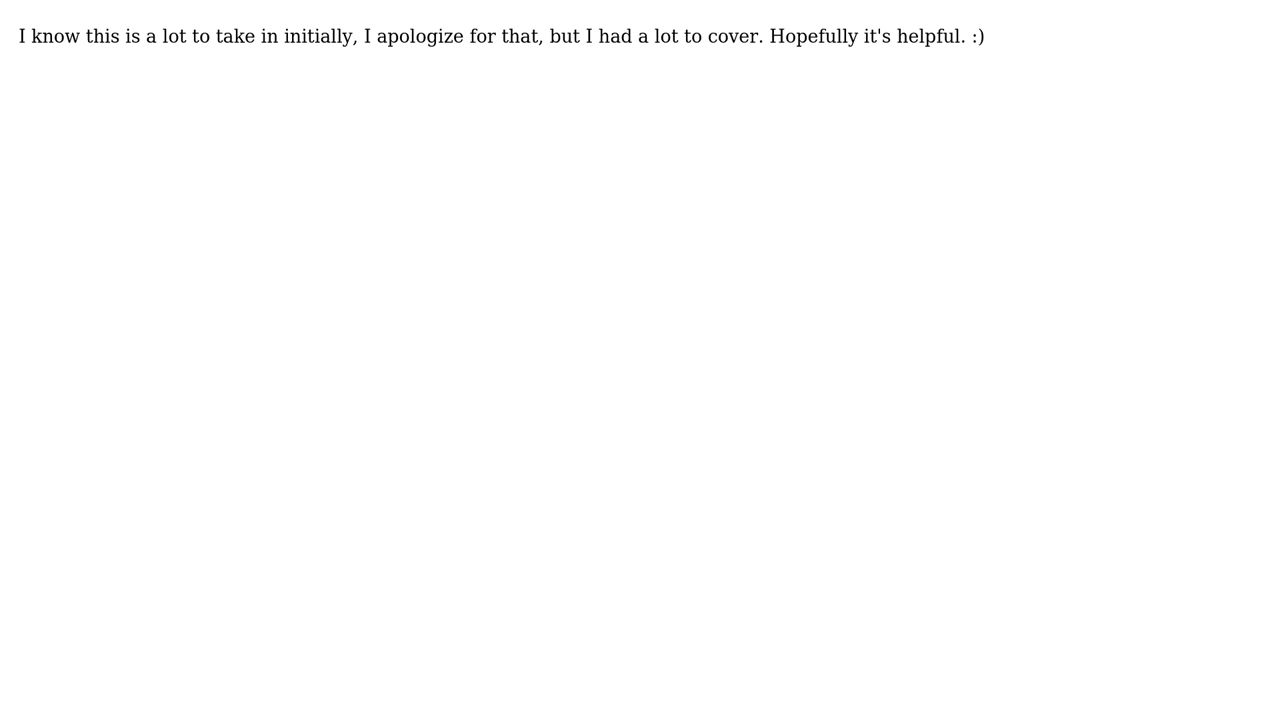 I know this is a lot to take in initially, I apologize for that, but I had a lot to cover. Hopefully it's helpful. :)